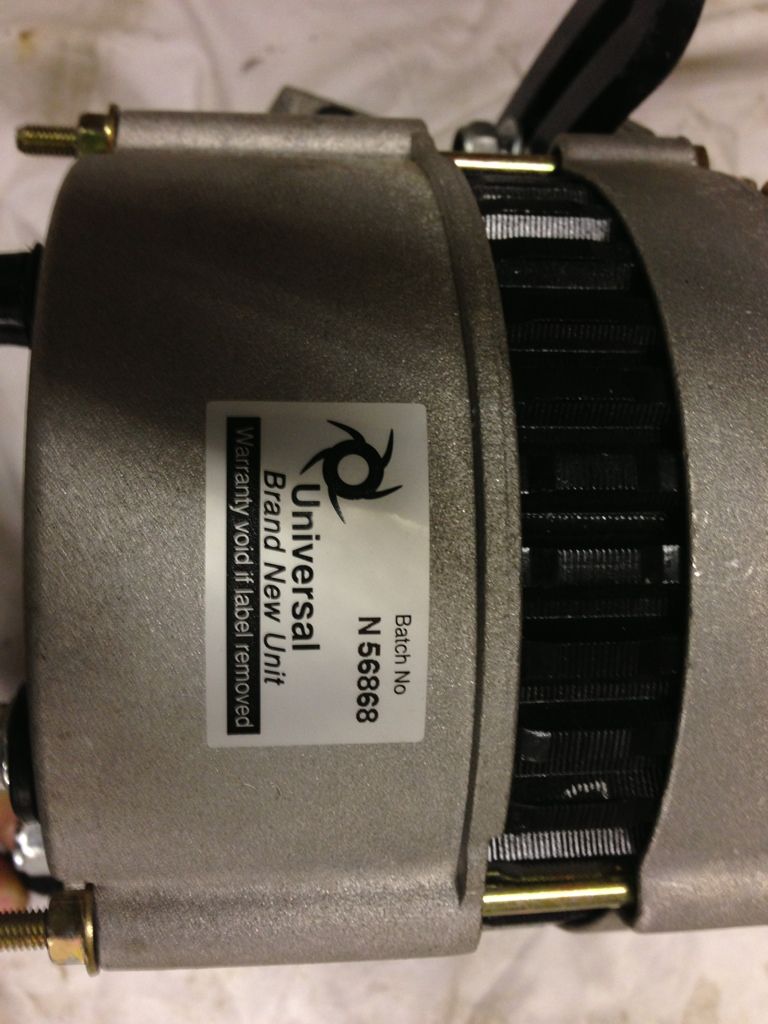 Batch No
N 56868
Universal
Brand New Unit
Warranty void if label removed